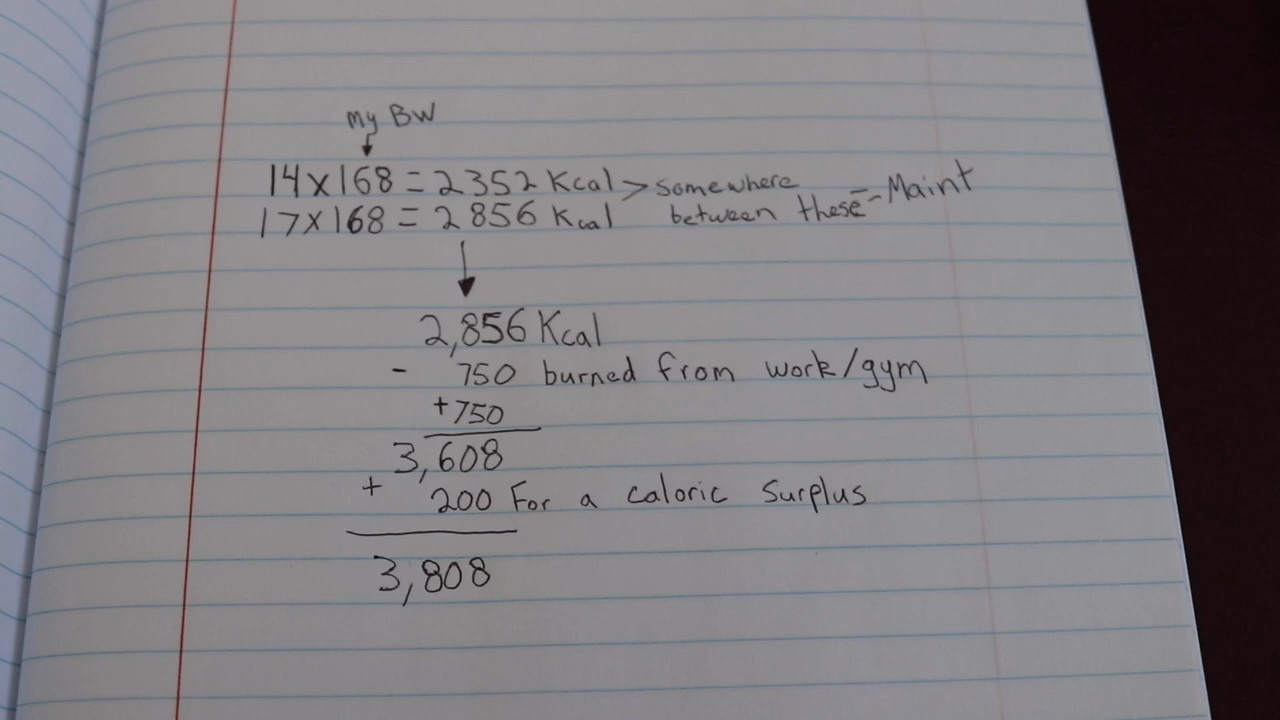 my BW
14x168 = 2352 Kcal > somewhere
17x168 = 2856 Kcal between these - Maint
2,856 Kcal
- 750 burned from work/gym
+750
3,608
+ 200 For a caloric surplus
3,808